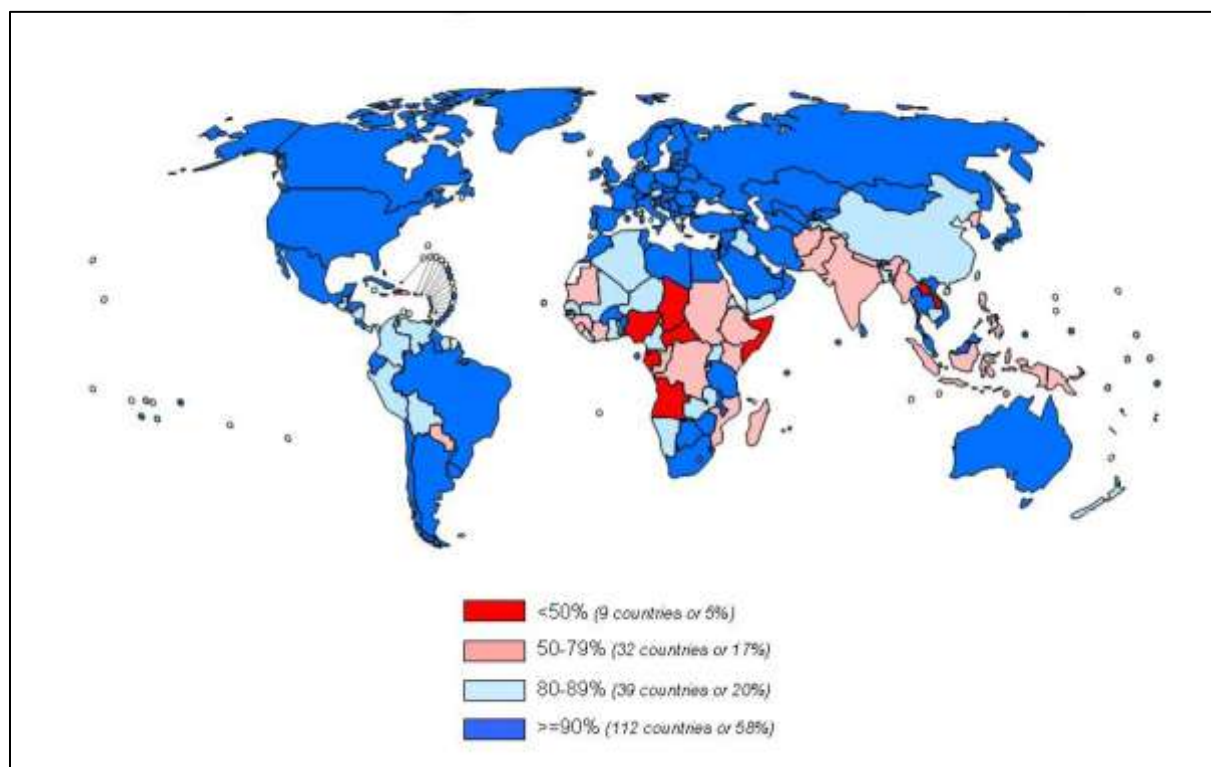 <50% (9 countries or 5%)
50-79% (32 countries or 17%)
80-89% (39 countries or 20%)
>=90% (112 countries or 58%)